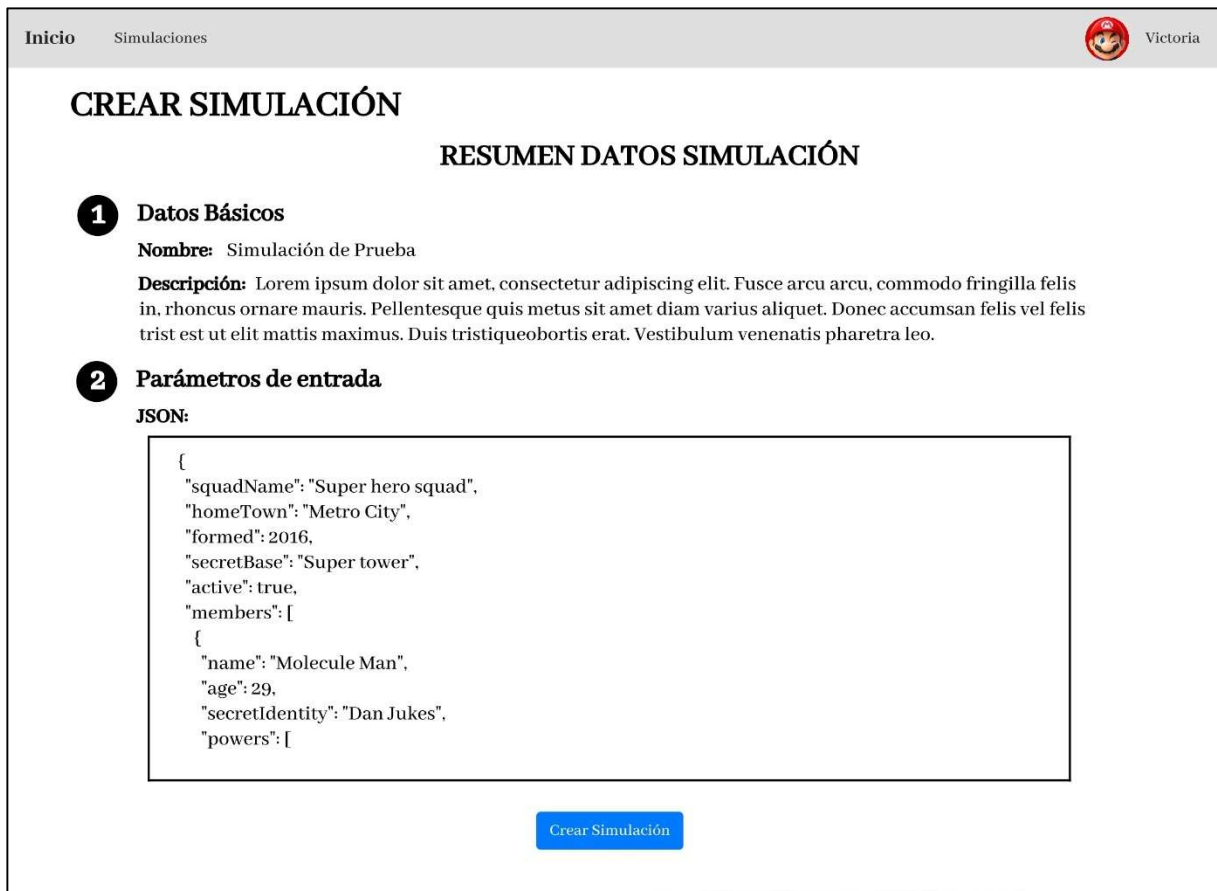 Inicio Simulaciones Victoria
CREAR SIMULACIÓN
RESUMEN DATOS SIMULACIÓN
1 Datos Básicos
Nombre: Simulación de Prueba
Descripción: Lorem ipsum dolor sit amet, consectetur adipiscing elit. Fusce arcu arcu, commodo fringilla felis
in, rhoncus ornare mauris. Pellentesque quis metus sit amet diam varius aliquet. Donec accumsan felis vel felis
trist est ut elit mattis maximus. Duis tristiqueobortis erat. Vestibulum venenatis pharetra leo.
2 Parámetros de entrada
JSON:
{
"squadName": "Super hero squad",
"homeTown": "Metro City",
"formed": 2016,
"secretBase": "Super tower",
"active": true,
"members": [
{
"name": "Molecule Man",
"age": 29,
"secretIdentity": "Dan Jukes",
"powers": [
Crear Simulación